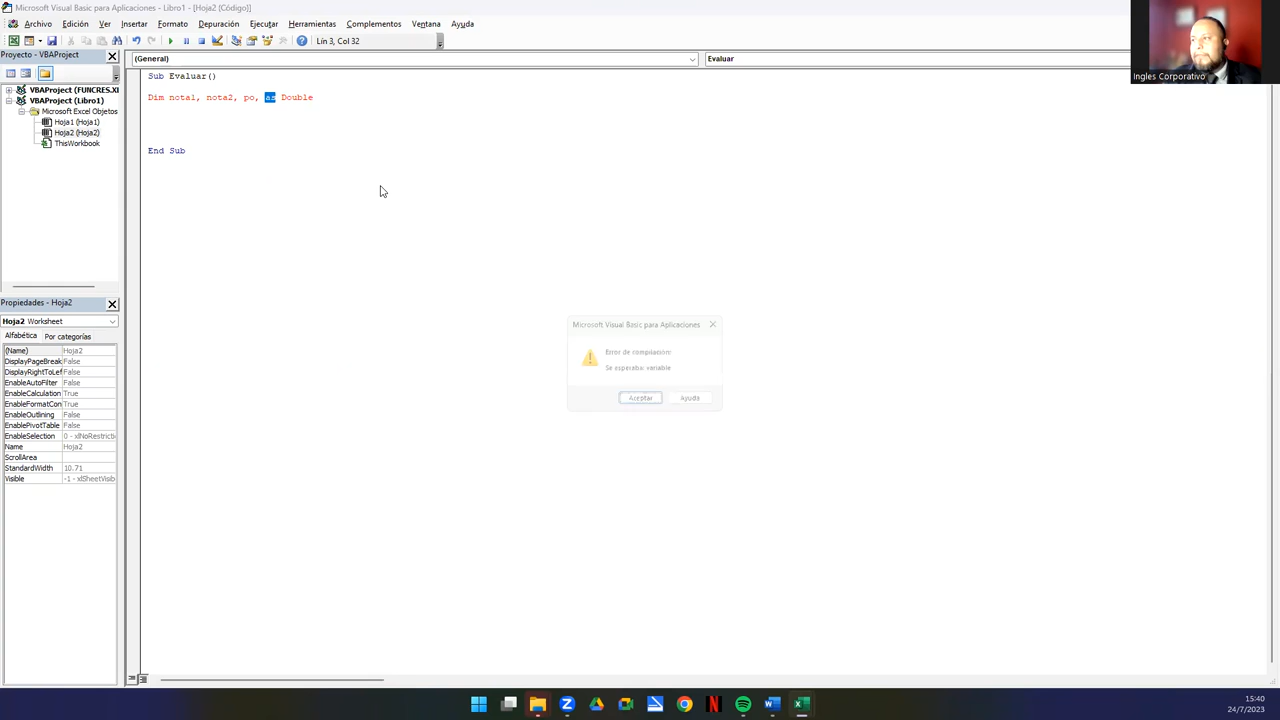 Microsoft Visual Basic para Aplicaciones - Libro1 - [Hoja2 (Código)]
Archivo Edición Ver Insertar Formato Depuración Ejecutar Herramientas Complementos Ventana Ayuda
Lín 3, Col 32
Proyecto - VBAProject
VBAProject (FUNCRES.XL
VBAProject (Libro1)
Microsoft Excel Objetos
Hoja1 (Hoja1)
Hoja2 (Hoja2)
ThisWorkbook
Propiedades - Hoja2
Hoja2 Worksheet
Alfabética Por categorías
(Name) Hoja2
DisplayPageBreak False
DisplayRightToLef False
EnableAutoFilter False
EnableCalculation True
EnableFormatCon True
EnableOutlining False
EnablePivotTable False
EnableSelection 0 - xlNoRestricti
Name Hoja2
ScrollArea
StandardWidth 10.71
Visible -1 - xlSheetVisib
(General) Evaluar
Sub Evaluar()
Dim nota1, nota2, po, as Double
End Sub
Microsoft Visual Basic para Aplicaciones
Error de compilación:
Se esperaba: variable
Aceptar Ayuda
Ingles Corporativo
15:40
24/7/2023